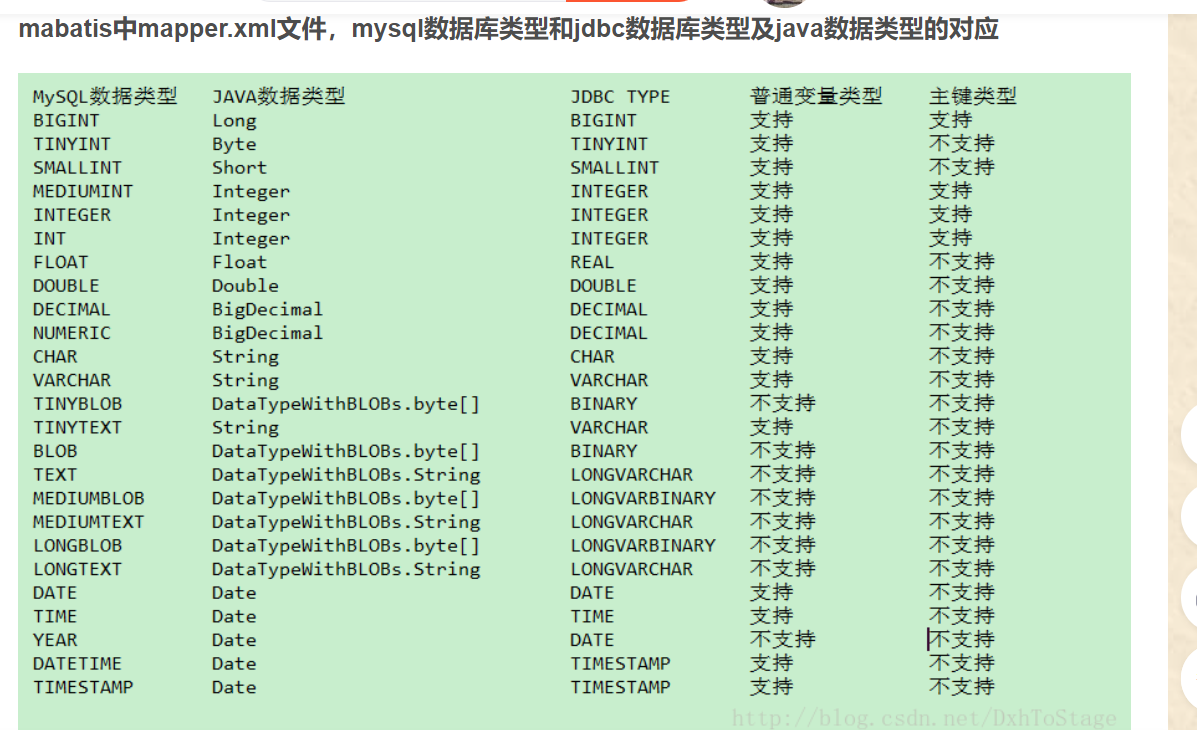 mabatis中mapper.xml文件，mysql数据库类型和jdbc数据库类型及java数据类型的对应
MySQL数据类型 JAVA数据类型 JDBC TYPE 普通变量类型 主键类型
BIGINT Long BIGINT 支持 支持
TINYINT Byte TINYINT 支持 不支持
SMALLINT Short SMALLINT 支持 不支持
MEDIUMINT Integer INTEGER 支持 支持
INTEGER Integer INTEGER 支持 支持
INT Integer INTEGER 支持 支持
FLOAT Float REAL 支持 不支持
DOUBLE Double DOUBLE 支持 不支持
DECIMAL BigDecimal DECIMAL 支持 不支持
NUMERIC BigDecimal DECIMAL 支持 不支持
CHAR String CHAR 支持 不支持
VARCHAR String VARCHAR 支持 不支持
TINYBLOB DataTypeWithBLOBs.byte[] BINARY 不支持 不支持
TINYTEXT String VARCHAR 支持 不支持
BLOB DataTypeWithBLOBs.byte[] BINARY 不支持 不支持
TEXT DataTypeWithBLOBs.String LONGVARCHAR 不支持 不支持
MEDIUMBLOB DataTypeWithBLOBs.byte[] LONGVARBINARY 不支持 不支持
MEDIUMTEXT DataTypeWithBLOBs.String LONGVARCHAR 不支持 不支持
LONGBLOB DataTypeWithBLOBs.byte[] LONGVARBINARY 不支持 不支持
LONGTEXT DataTypeWithBLOBs.String LONGVARCHAR 不支持 不支持
DATE Date DATE 支持 不支持
TIME Date TIME 支持 不支持
YEAR Date DATE 不支持 不支持
DATETIME Date TIMESTAMP 支持 不支持
TIMESTAMP Date TIMESTAMP 支持 不支持
http://blog.csdn.net/DxhToStage